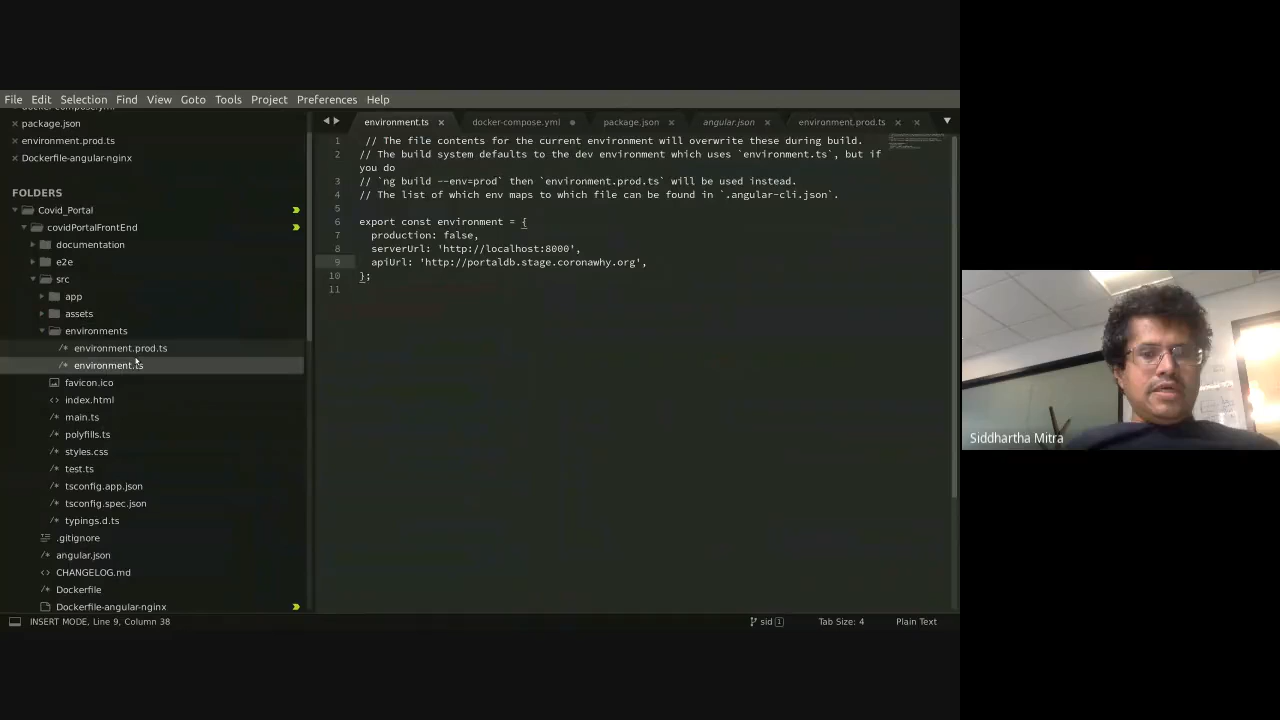 File Edit Selection Find View Goto Tools Project Preferences Help
docker-compose.yml
package.json
environment.prod.ts
Dockerfile-angular-nginx
FOLDERS
Covid_Portal
covidPortalFrontEnd
documentation
e2e
src
app
assets
environments
environment.prod.ts
environment.ts
favicon.ico
index.html
main.ts
polyfills.ts
styles.css
test.ts
tsconfig.app.json
tsconfig.spec.json
typings.d.ts
.gitignore
angular.json
CHANGELOG.md
Dockerfile
Dockerfile-angular-nginx
environment.ts docker-compose.yml package.json angular.json environment.prod.ts
1 // The file contents for the current environment will overwrite these during build.
2 // The build system defaults to the dev environment which uses `environment.ts`, but if
you do
3 // `ng build --env=prod` then `environment.prod.ts` will be used instead.
4 // The list of which env maps to which file can be found in `.angular-cli.json`.
5
6 export const environment = {
7 production: false,
8 serverUrl: 'http://localhost:8000',
9 apiUrl: 'http://portaldb.stage.coronawhy.org',
10 };
11
INSERT MODE, Line 9, Column 38 sid 1 Tab Size: 4 Plain Text
Siddhartha Mitra